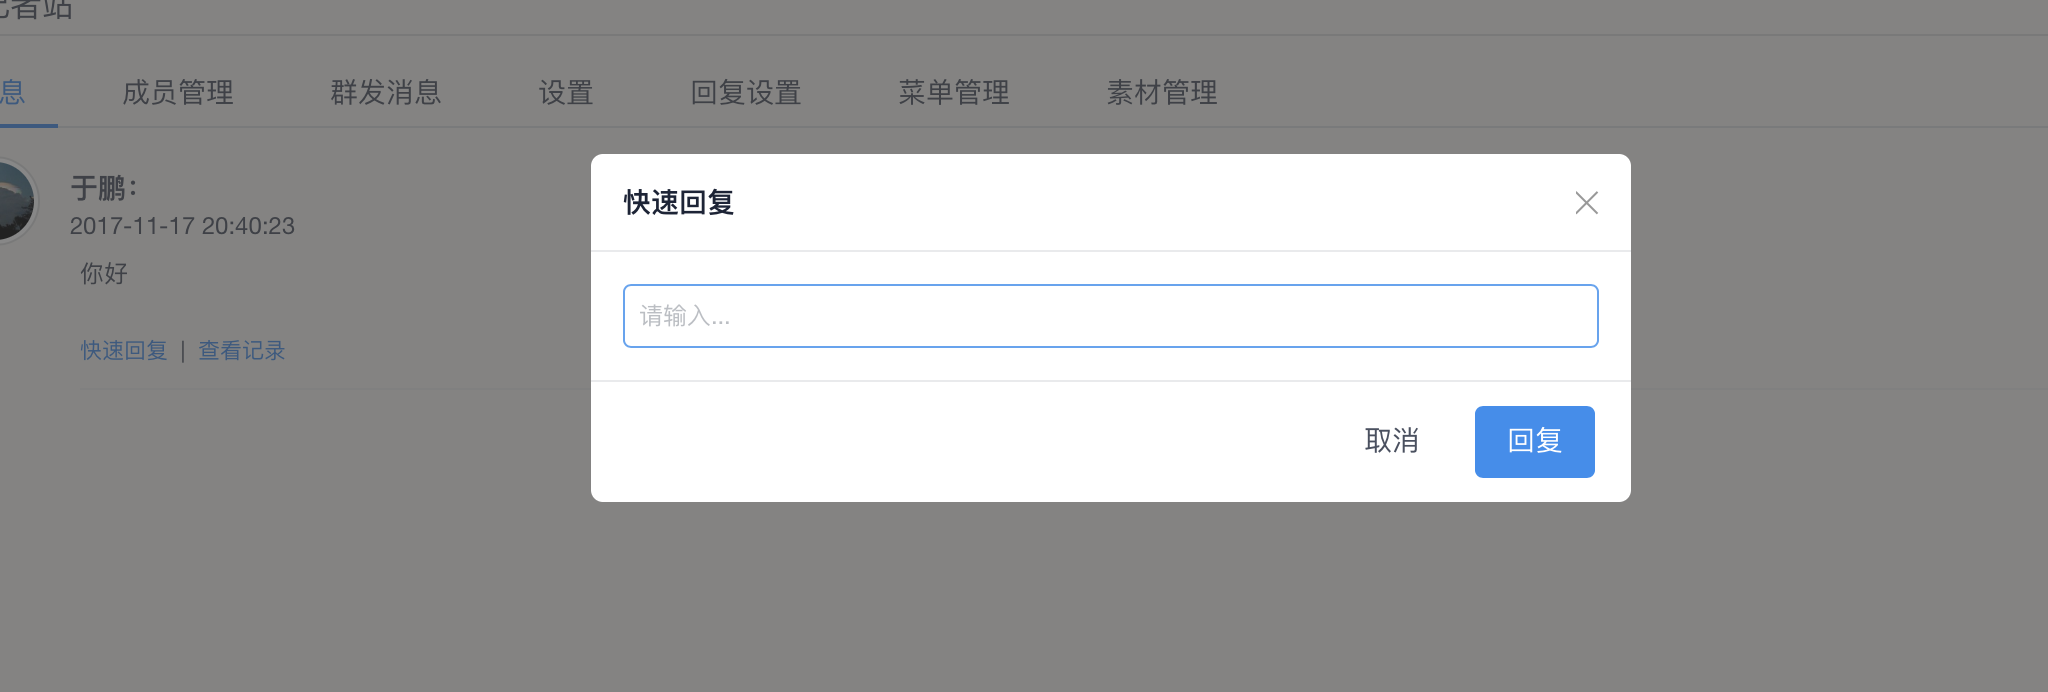 者站
息 成员管理 群发消息 设置 回复设置 菜单管理 素材管理
于鹏：
2017-11-17 20:40:23
你好
快速回复 | 查看记录
快速回复
请输入...
取消 回复